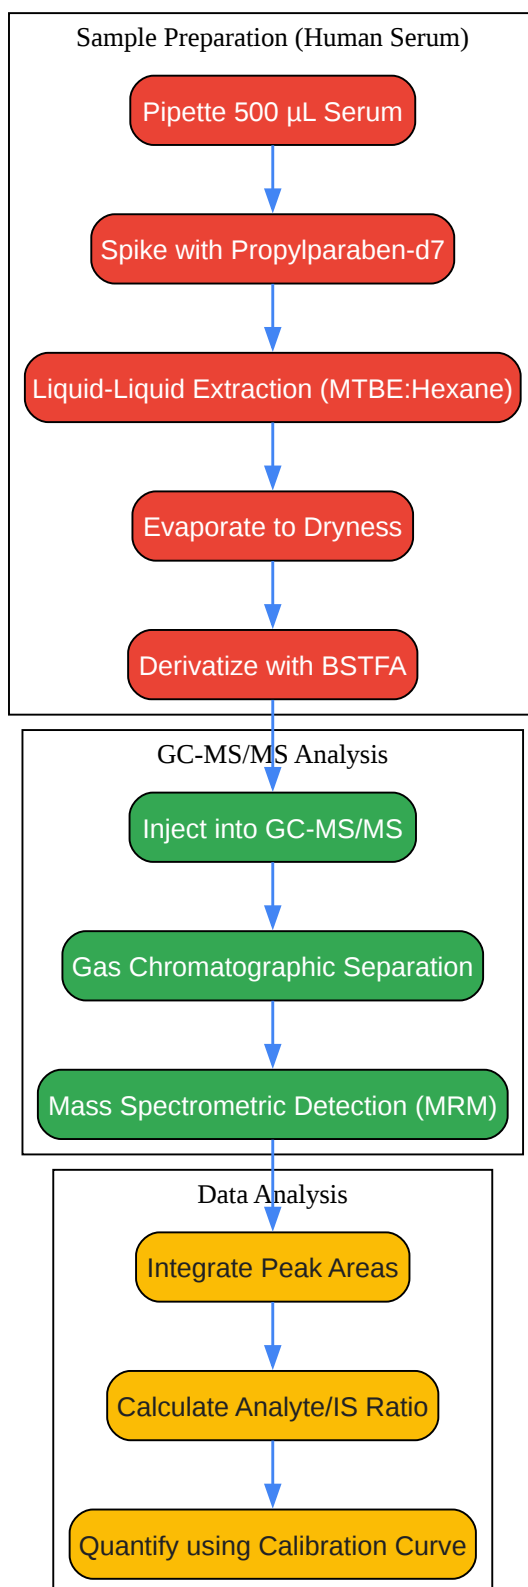 Sample Preparation (Human Serum)
Pipette 500 µL Serum
Spike with Propylparaben-d7
Liquid-Liquid Extraction (MTBE:Hexane)
Evaporate to Dryness
Derivatize with BSTFA
GC-MS/MS Analysis
Inject into GC-MS/MS
Gas Chromatographic Separation
Mass Spectrometric Detection (MRM)
Data Analysis
Integrate Peak Areas
Calculate Analyte/IS Ratio
Quantify using Calibration Curve